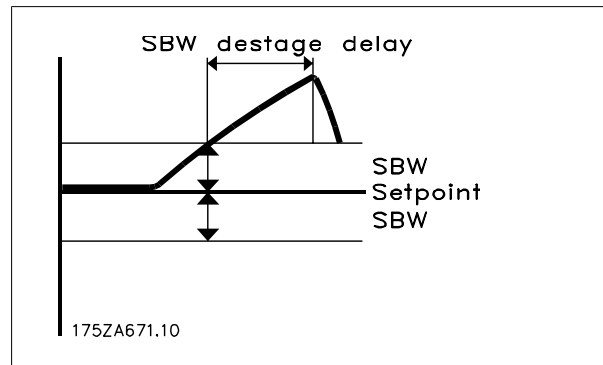 SBW destage delay
SBW
Setpoint
SBW
175ZA671.10